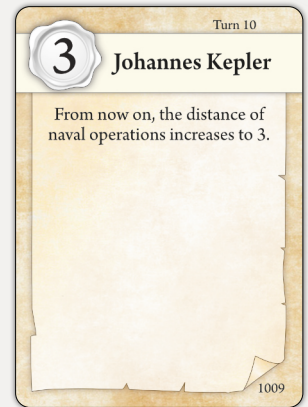 Turn 10
3
Johannes Kepler
From now on, the distance of
naval operations increases to 3.
1009